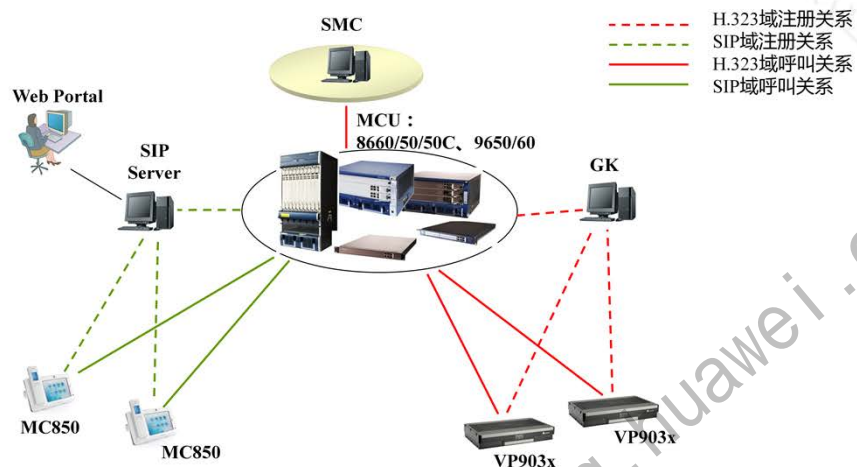 SMC
H.323域注册关系
SIP域注册关系
H.323域呼叫关系
SIP域呼叫关系
Web Portal
MCU：
8660/50/50C、9650/60
SIP
Server
GK
MC850
MC850
VP903x
VP903x
huawei.